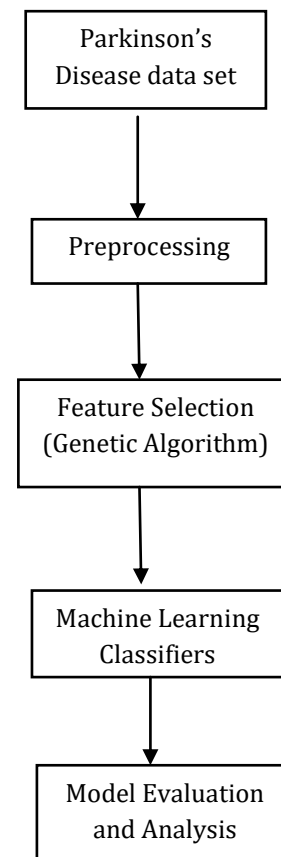 Parkinson’s
Disease data set
Preprocessing
Feature Selection
(Genetic Algorithm)
Machine Learning
Classifiers
Model Evaluation
and Analysis